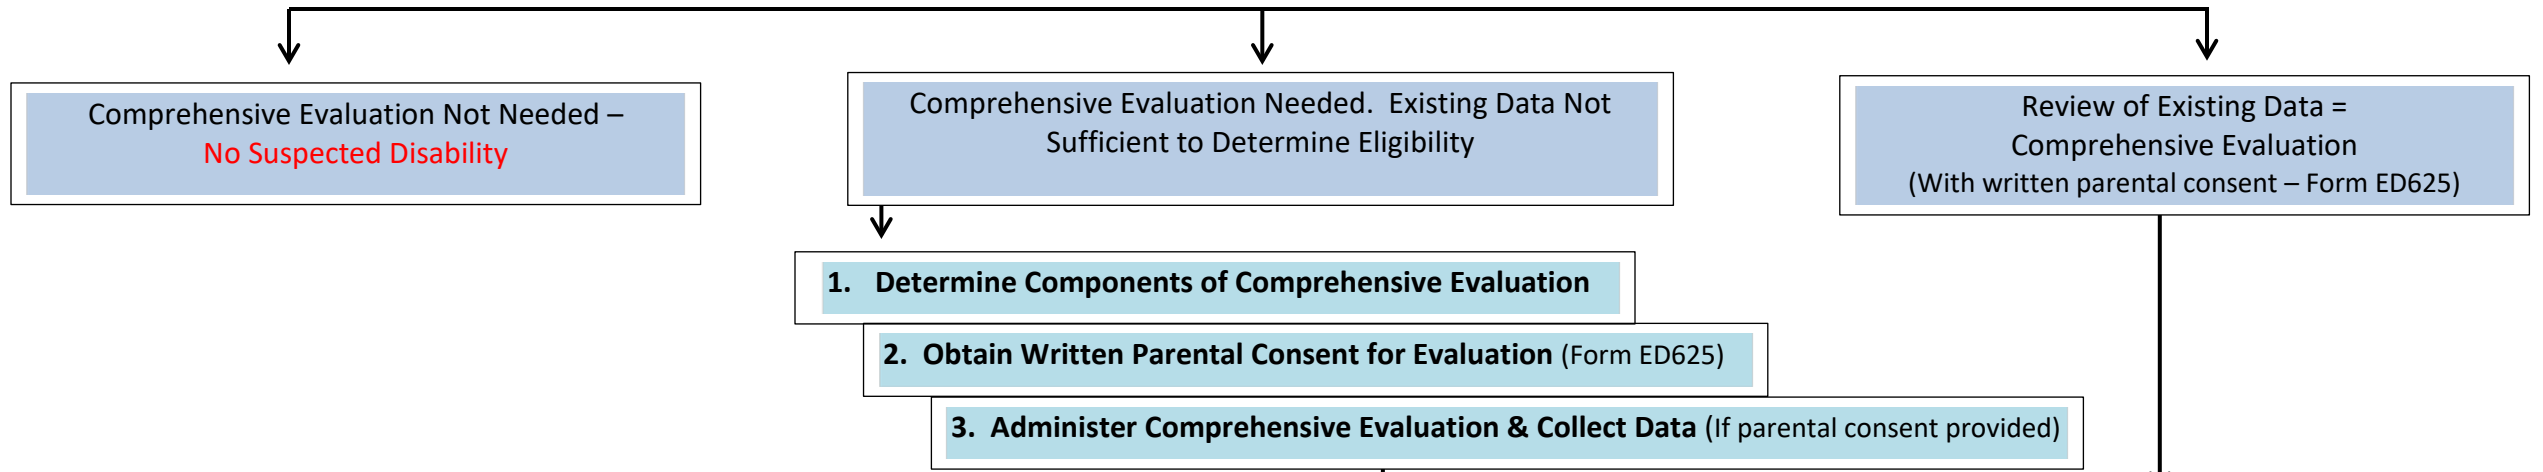 Comprehensive Evaluation Not Needed –
No Suspected Disability
Comprehensive Evaluation Needed.  Existing Data Not
Sufficient to Determine Eligibility
Review of Existing Data =
Comprehensive Evaluation
(With written parental consent – Form ED625)
1. Determine Components of Comprehensive Evaluation
2. Obtain Written Parental Consent for Evaluation (Form ED625)
3. Administer Comprehensive Evaluation & Collect Data (If parental consent provided)